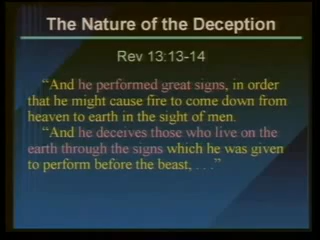 The Nature of the Deception
Rev 13:13-14
“And he performed great signs, in order
that he might cause fire to come down from
heaven to earth in the sight of men.
“And he deceives those who live on the
earth through the signs which he was given
to perform before the beast, . . .”